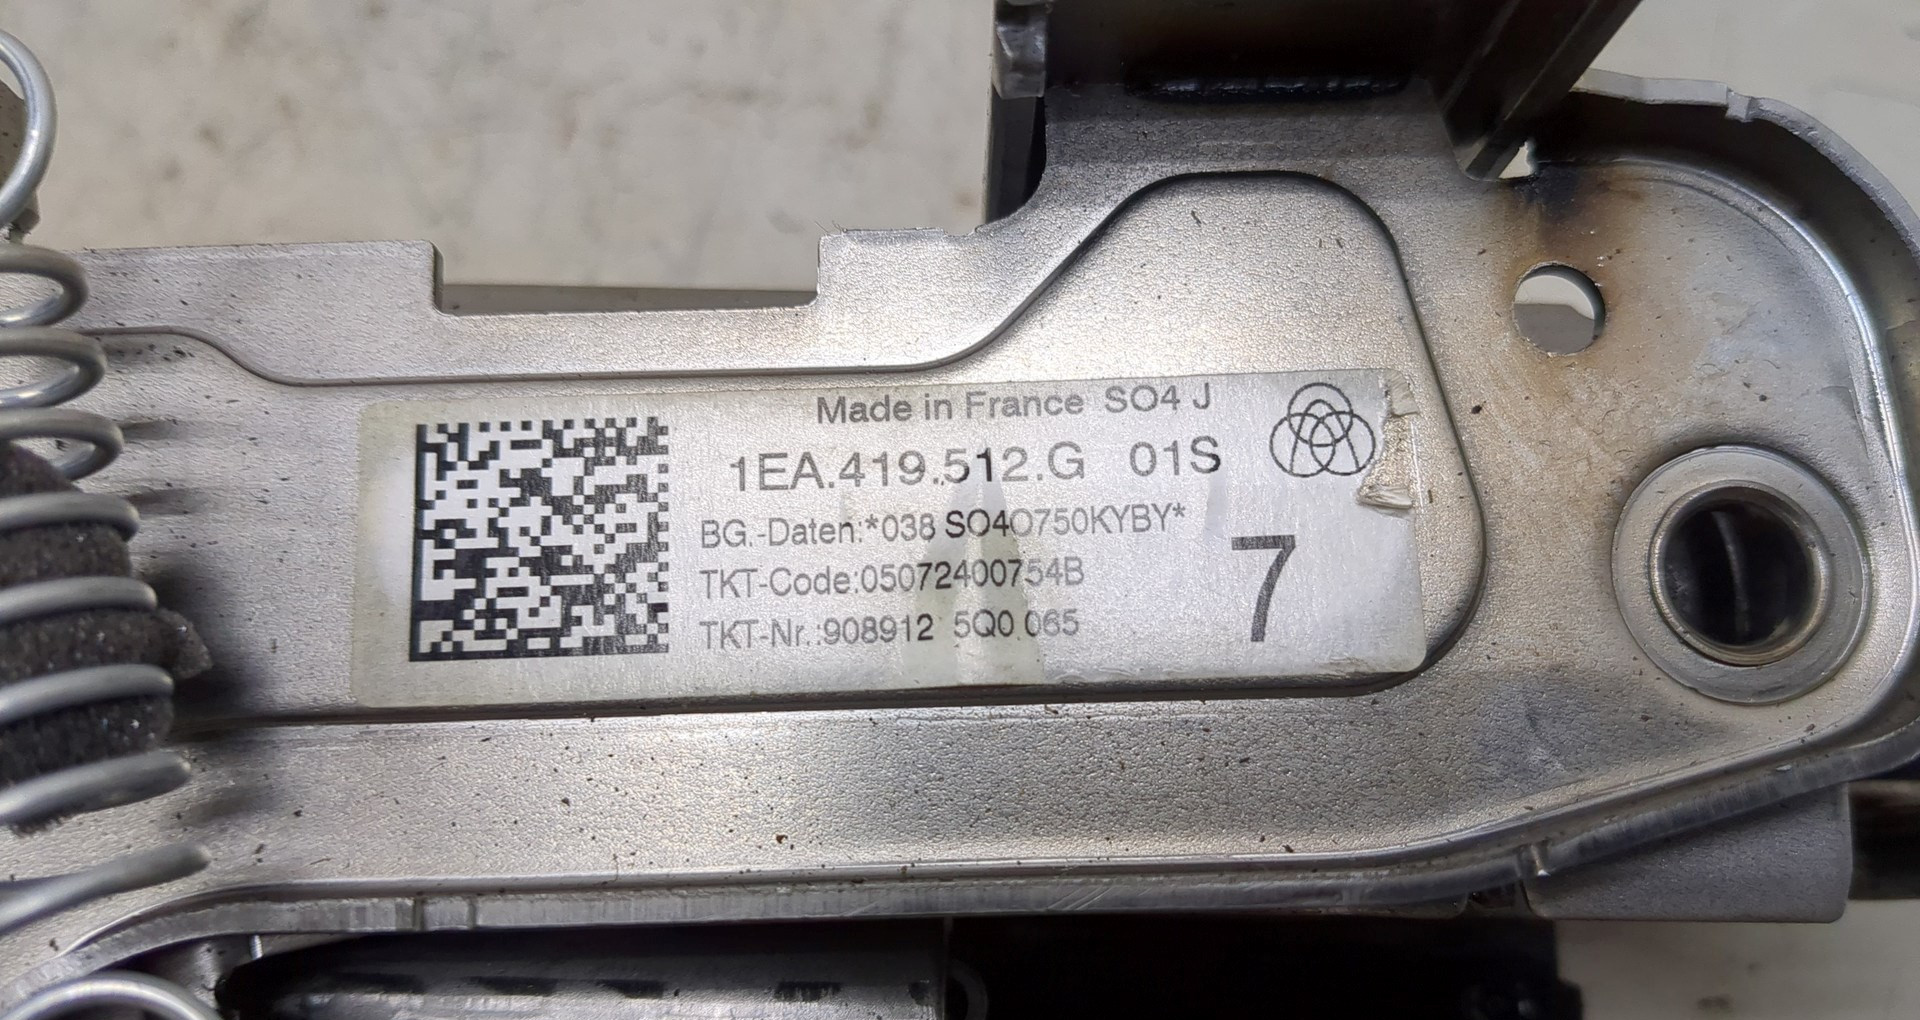 Made in France SO4 J
1EA.419.512.G 01S
BG.-Daten:*038 SO4O750KYBY*
TKT-Code:05072400754B
TKT-Nr.:908912 5Q0 065
7